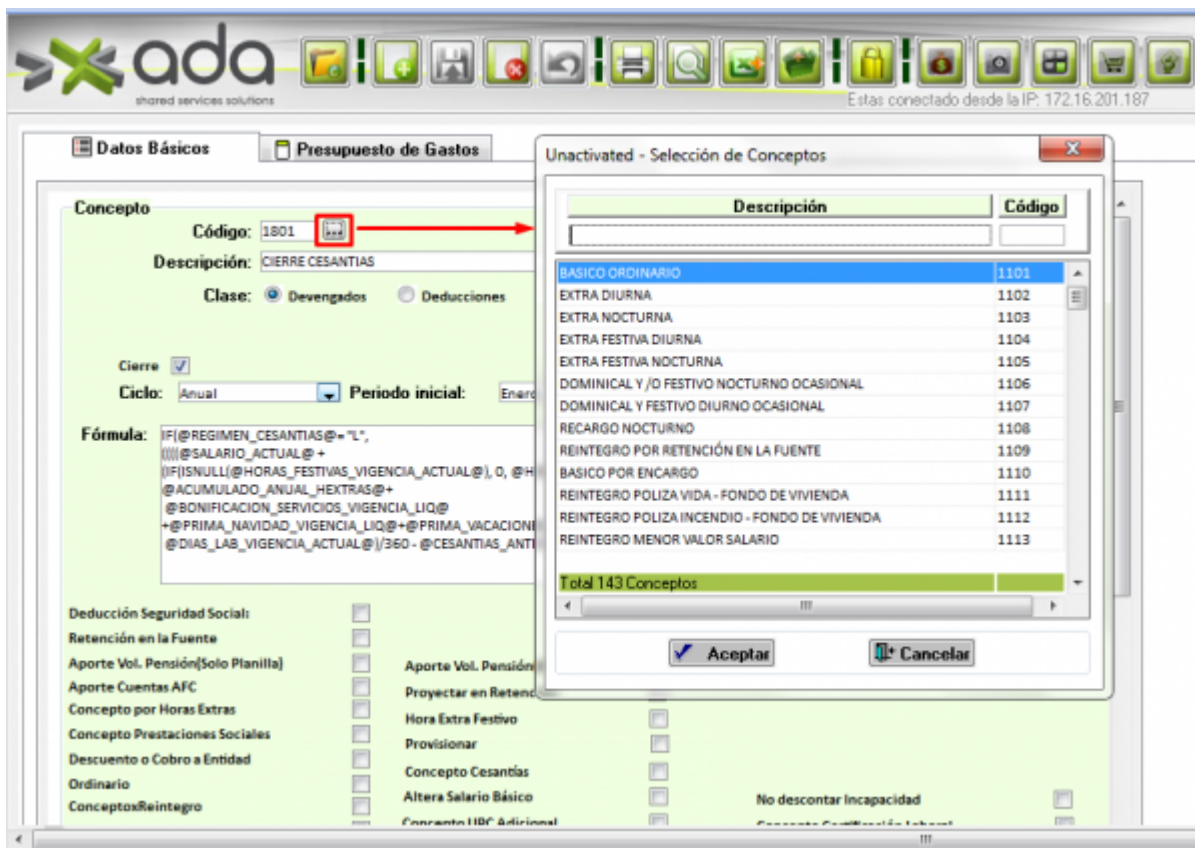 ada
shared services solutions
Estas conectado desde la IP: 172.16.201.187
Datos Básicos
Presupuesto de Gastos
Concepto
Código: 1801 ...
Descripción: CIERRE CESANTIAS
Clase: Devengados Deducciones
Cierre
Ciclo: Anual Periodo inicial:
Fórmula: IF(@REGIMEN_CESANTIAS@="L",
((((@SALARIO_ACTUAL@ +
(IF(ISNULL(@HORAS_FESTIVAS_VIGENCIA_ACTUAL@), 0, @H
@ACUMULADO_ANUAL_HEXTRAS@+
@BONIFICACION_SERVICIOS_VIGENCIA_LIQ@
+@PRIMA_NAVIDAD_VIGENCIA_LIQ@+@PRIMA_VACACIONE
@DIAS_LAB_VIGENCIA_ACTUAL@)/360 - @CESANTIAS_ANTI
Deducción Seguridad Social:
Retención en la Fuente
Aporte Vol. Pensión(Solo Planilla)
Aporte Cuentas AFC
Concepto por Horas Extras
Concepto Prestaciones Sociales
Descuento o Cobro a Entidad
Ordinario
ConceptoxReintegro
Aporte Vol. Pensión
Proyectar en Retenc
Hora Extra Festivo
Provisionar
Concepto Cesantías
Altera Salario Básico
Concepto UPC Adicional
No descontar Incapacidad
Concepto Certificación Laboral
Unactivated - Selección de Conceptos
Descripción Código
BASICO ORDINARIO 1101
EXTRA DIURNA 1102
EXTRA NOCTURNA 1103
EXTRA FESTIVA DIURNA 1104
EXTRA FESTIVA NOCTURNA 1105
DOMINICAL Y /O FESTIVO NOCTURNO OCASIONAL 1106
DOMINICAL Y FESTIVO DIURNO OCASIONAL 1107
RECARGO NOCTURNO 1108
REINTEGRO POR RETENCIÓN EN LA FUENTE 1109
BASICO POR ENCARGO 1110
REINTEGRO POLIZA VIDA - FONDO DE VIVIENDA 1111
REINTEGRO POLIZA INCENDIO - FONDO DE VIVIENDA 1112
REINTEGRO MENOR VALOR SALARIO 1113
Total 143 Conceptos
Aceptar
Cancelar